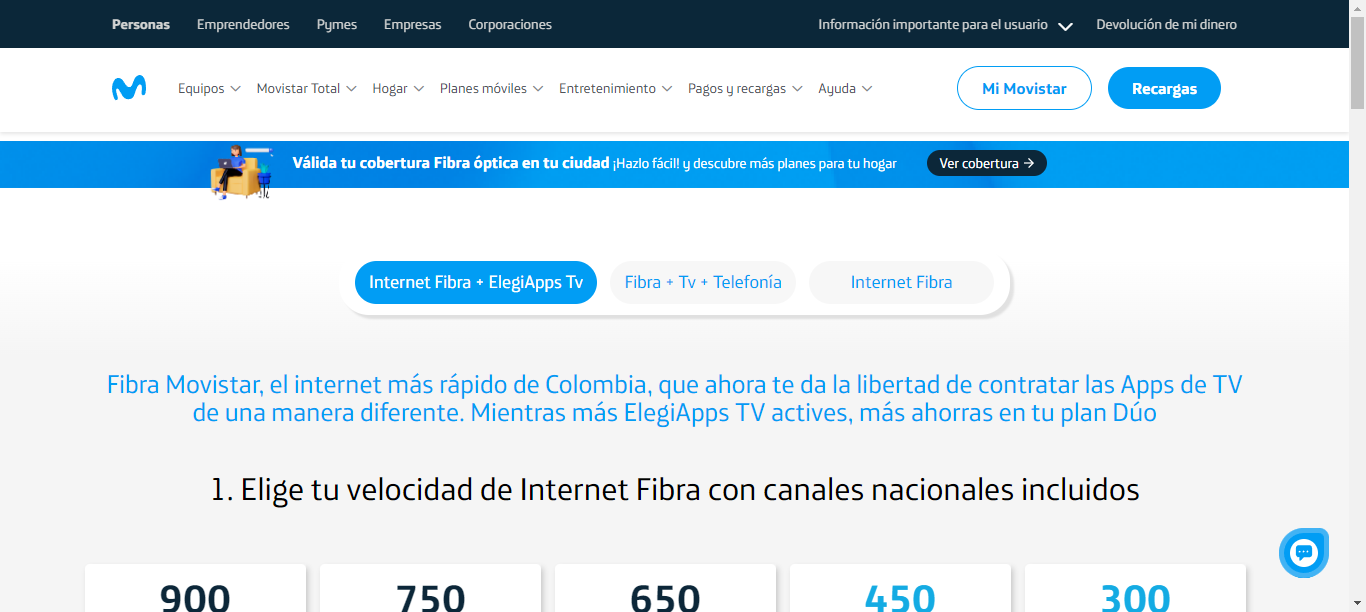 Personas Emprendedores Pymes Empresas Corporaciones Información importante para el usuario Devolución de mi dinero
Equipos Movistar Total Hogar Planes móviles Entretenimiento Pagos y recargas Ayuda Mi Movistar Recargas
Válida tu cobertura Fibra óptica en tu ciudad ¡Hazlo fácil! y descubre más planes para tu hogar Ver cobertura →
Internet Fibra + ElegiApps Tv Fibra + Tv + Telefonía Internet Fibra
Fibra Movistar, el internet más rápido de Colombia, que ahora te da la libertad de contratar las Apps de TV
de una manera diferente. Mientras más ElegiApps TV actives, más ahorras en tu plan Dúo
1. Elige tu velocidad de Internet Fibra con canales nacionales incluidos
900 750 650 450 300